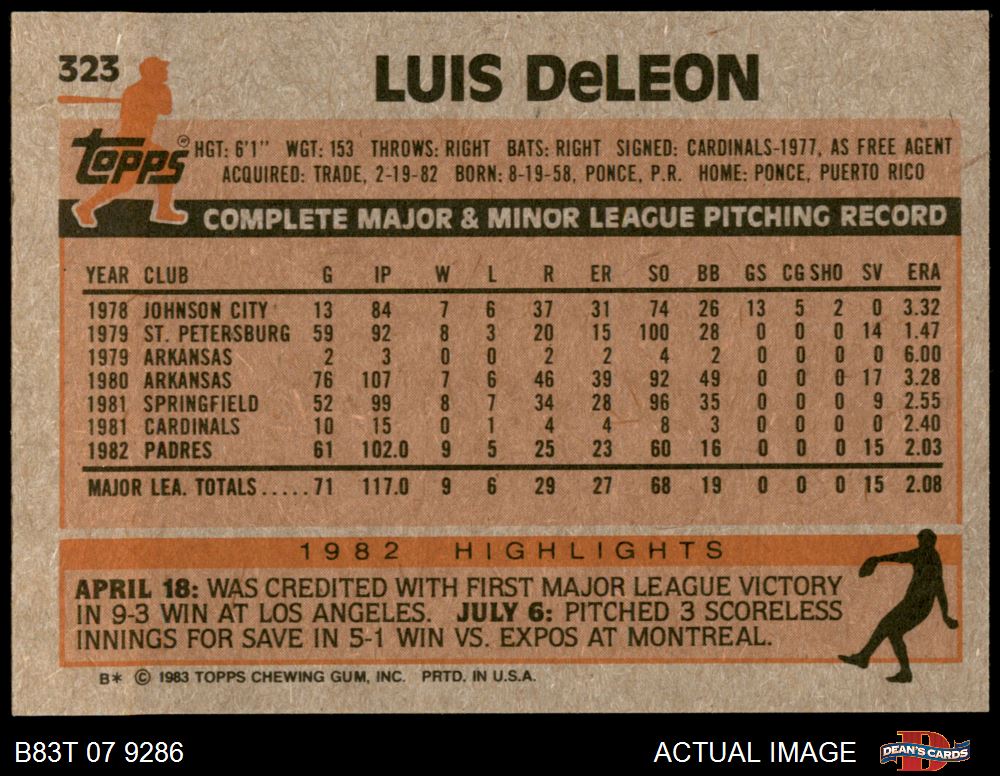 323
LUIS DeLEON
Topps®
HGT: 6'1" WGT: 153 THROWS: RIGHT BATS: RIGHT SIGNED: CARDINALS-1977, AS FREE AGENT
ACQUIRED: TRADE, 2-19-82 BORN: 8-19-58, PONCE, P.R. HOME: PONCE, PUERTO RICO
COMPLETE MAJOR & MINOR LEAGUE PITCHING RECORD
YEAR CLUB G IP W L R ER SO BB GS CG SHO SV ERA
1978 JOHNSON CITY 13 84 7 6 37 31 74 26 13 5 2 0 3.32
1979 ST. PETERSBURG 59 92 8 3 20 15 100 28 0 0 0 14 1.47
1979 ARKANSAS 2 3 0 0 2 2 4 2 0 0 0 0 6.00
1980 ARKANSAS 76 107 7 6 46 39 92 49 0 0 0 17 3.28
1981 SPRINGFIELD 52 99 8 7 34 28 96 35 0 0 0 9 2.55
1981 CARDINALS 10 15 0 1 4 4 8 3 0 0 0 0 2.40
1982 PADRES 61 102.0 9 5 25 23 60 16 0 0 0 15 2.03
MAJOR LEA. TOTALS.....71 117.0 9 6 29 27 68 19 0 0 0 15 2.08
1982 HIGHLIGHTS
APRIL 18: WAS CREDITED WITH FIRST MAJOR LEAGUE VICTORY
IN 9-3 WIN AT LOS ANGELES. JULY 6: PITCHED 3 SCORELESS
INNINGS FOR SAVE IN 5-1 WIN VS. EXPOS AT MONTREAL.
B* © 1983 TOPPS CHEWING GUM, INC. PRTD. IN U.S.A.
B83T 07 9286
ACTUAL IMAGE
DEAN'S CARDS